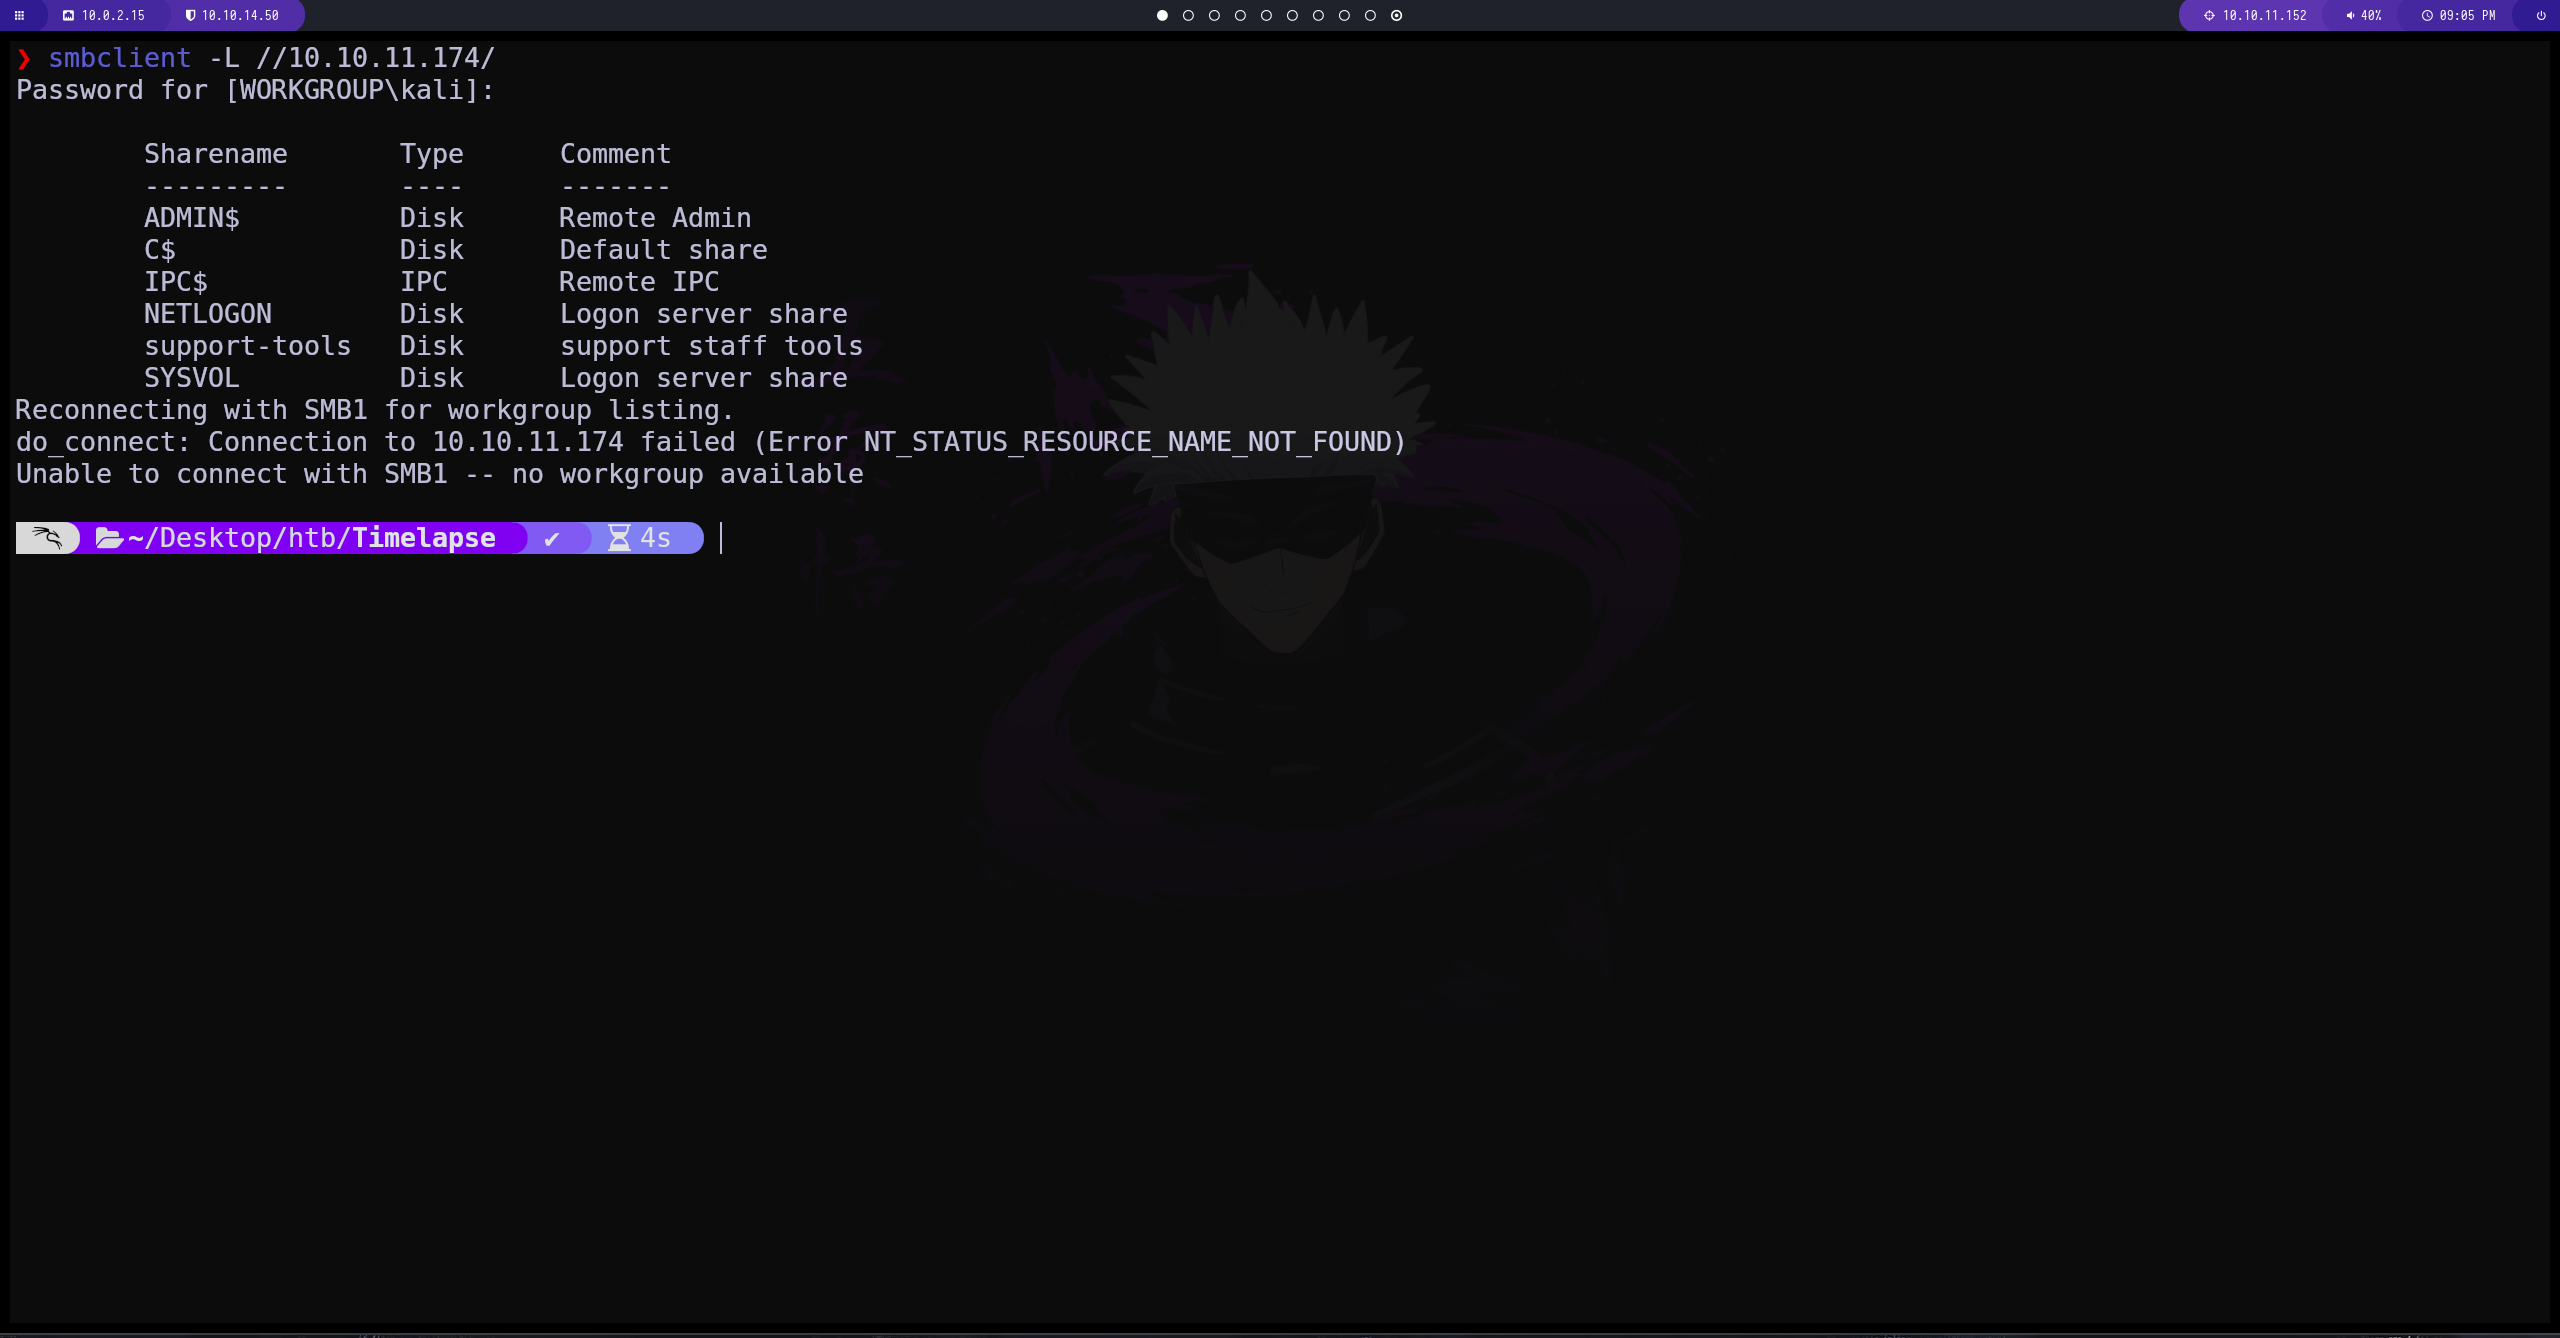 10.0.2.15 10.10.14.50 10.10.11.152 40% 09:05 PM
❯ smbclient -L //10.10.11.174/
Password for [WORKGROUP\kali]:
Sharename Type Comment
--------- ---- -------
ADMIN$ Disk Remote Admin
C$ Disk Default share
IPC$ IPC Remote IPC
NETLOGON Disk Logon server share
support-tools Disk support staff tools
SYSVOL Disk Logon server share
Reconnecting with SMB1 for workgroup listing.
do_connect: Connection to 10.10.11.174 failed (Error NT_STATUS_RESOURCE_NAME_NOT_FOUND)
Unable to connect with SMB1 -- no workgroup available
~/Desktop/htb/Timelapse ✔ 4s